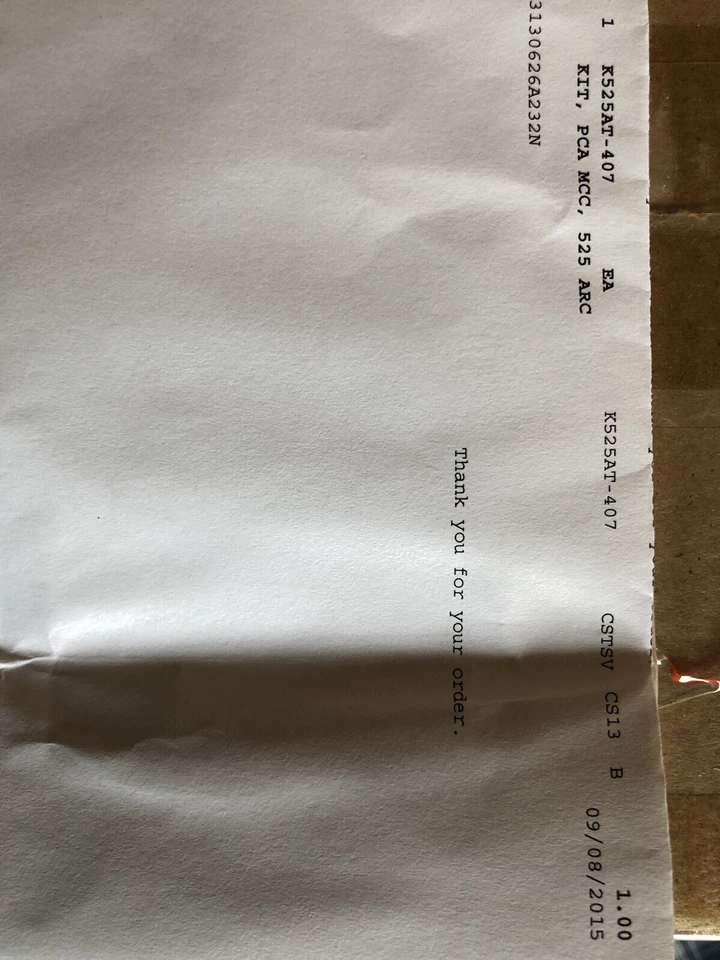 1 K525AT-407 EA K525AT-407 CSTSV CS13 B 1.00
KIT, PCA MCC, 525 ARC 09/08/2015
3130626A232N
Thank you for your order.